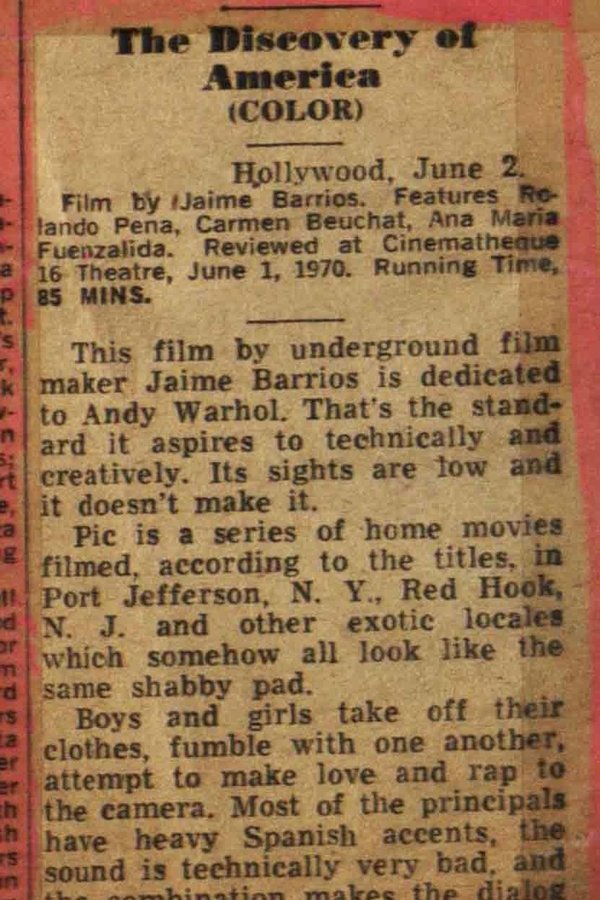 The Discovery of
America
(COLOR)
Hollywood, June 2.
Film by Jaime Barrios. Features Ro-
lando Pena, Carmen Beuchat, Ana Maria
Fuenzalida. Reviewed at Cinematheque
16 Theatre, June 1, 1970. Running Time,
85 MINS.
This film by underground film
maker Jaime Barrios is dedicated
to Andy Warhol. That's the stand-
ard it aspires to technically and
creatively. Its sights are low and
it doesn't make it.
Pic is a series of home movies
filmed, according to the titles, in
Port Jefferson, N. Y., Red Hook,
N. J. and other exotic locales
which somehow all look like the
same shabby pad.
Boys and girls take off their
clothes, fumble with one another,
attempt to make love and rap to
the camera. Most of the principals
have heavy Spanish accents, the
sound is technically very bad, and
the combination makes the dialog